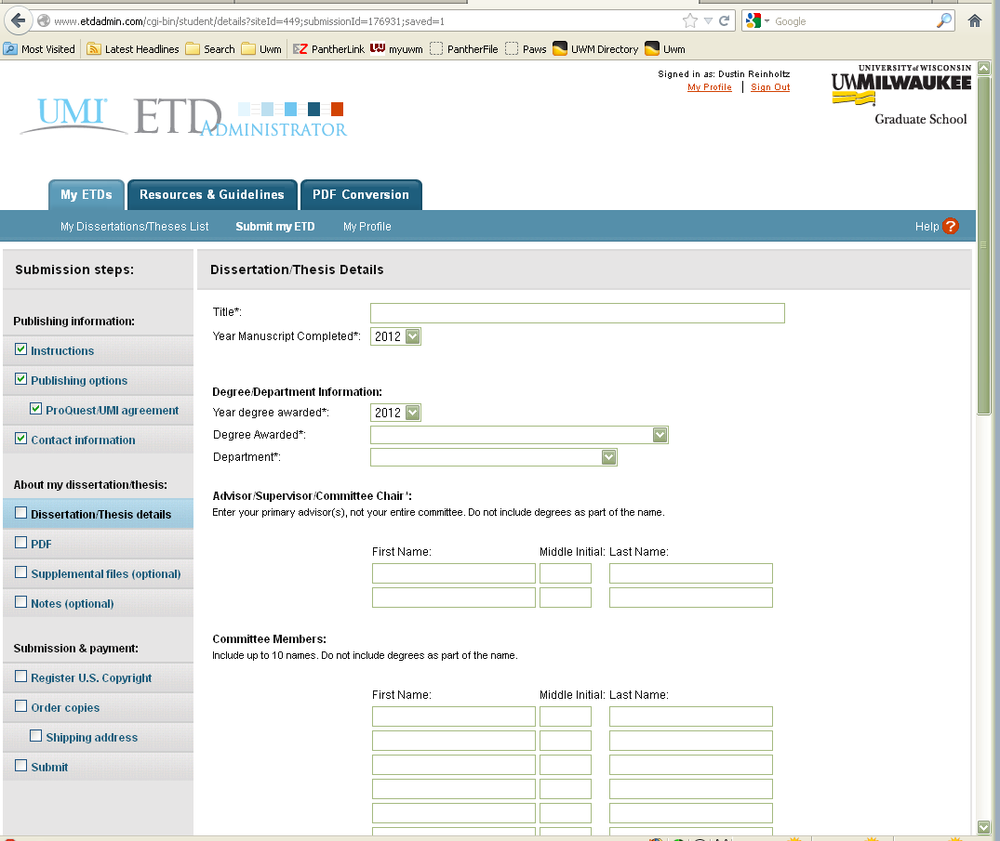 www.etdadmin.com/cgi-bin/student/details?siteId=449;submissionId=176931;saved=1
Google
Most Visited Latest Headlines Search Uwm PantherLink myuwm PantherFile Paws UWM Directory Uwm
Signed in as: Dustin Reinholtz
My Profile | Sign Out
UNIVERSITY of WISCONSIN
UWMILWAUKEE
Graduate School
UMI ETD ADMINISTRATOR
My ETDs Resources & Guidelines PDF Conversion
My Dissertations/Theses List Submit my ETD My Profile Help ?
Submission steps:
Publishing information:
Instructions
Publishing options
ProQuest/UMI agreement
Contact information
About my dissertation/thesis:
Dissertation/Thesis details
PDF
Supplemental files (optional)
Notes (optional)
Submission & payment:
Register U.S. Copyright
Order copies
Shipping address
Submit
Dissertation/Thesis Details
Title*:
Year Manuscript Completed*: 2012
Degree/Department Information:
Year degree awarded*: 2012
Degree Awarded*:
Department*:
Advisor/Supervisor/Committee Chair*:
Enter your primary advisor(s), not your entire committee. Do not include degrees as part of the name.
First Name: Middle Initial: Last Name:
Committee Members:
Include up to 10 names. Do not include degrees as part of the name.
First Name: Middle Initial: Last Name: